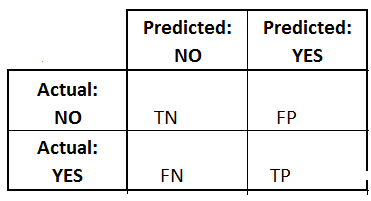 Predicted: Predicted:
NO YES
Actual:
NO TN FP
Actual:
YES FN TP